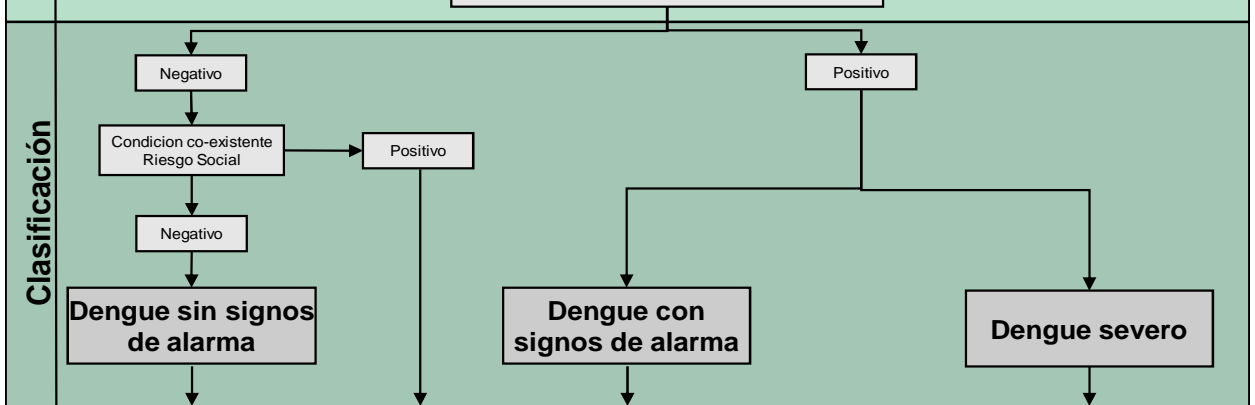 Clasificación
Negativo
Positivo
Condicion co-existente
Riesgo Social
Positivo
Negativo
Dengue sin signos
de alarma
Dengue con
signos de alarma
Dengue severo